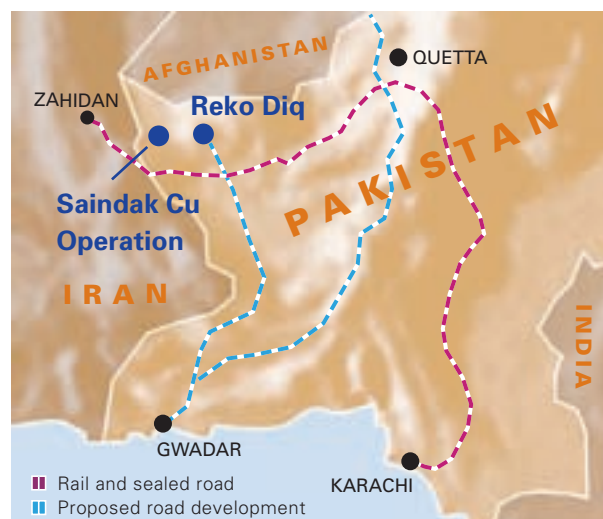 AFGHANISTAN
QUETTA
ZAHIDAN
Reko Diq
PAKISTAN
Saindak Cu
Operation
IRAN
INDIA
GWADAR
KARACHI
Rail and sealed road
Proposed road development